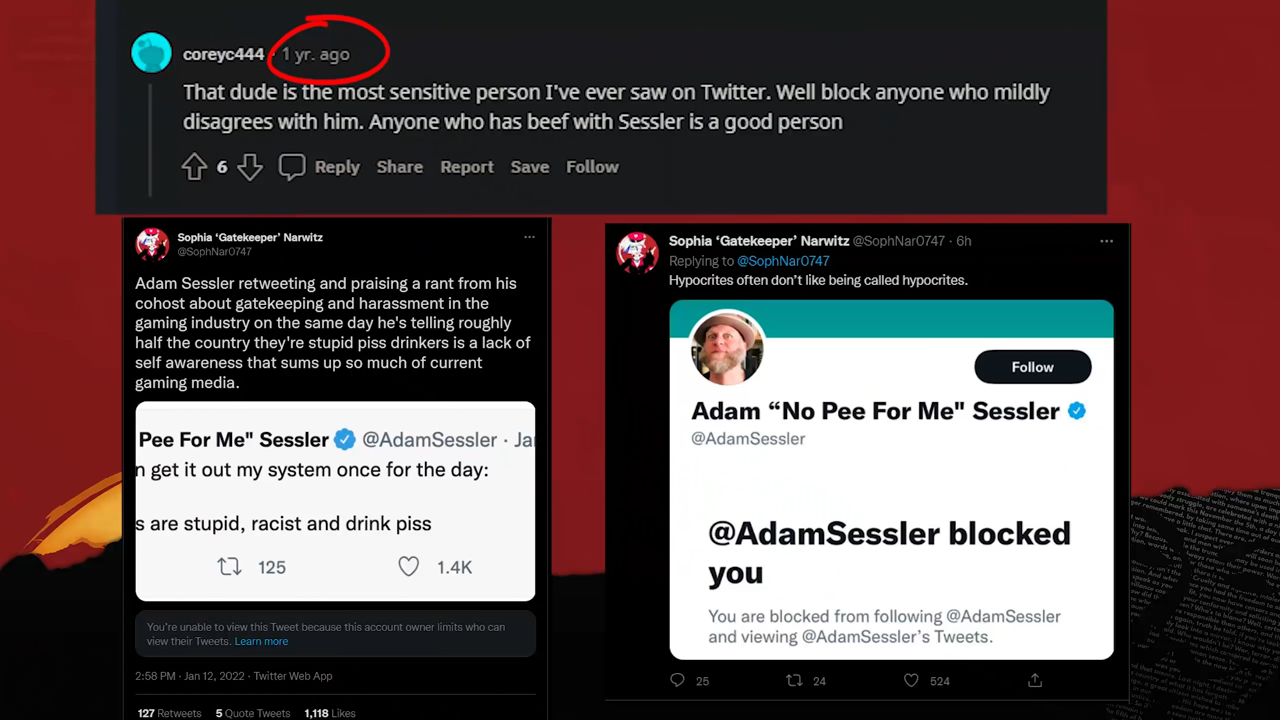 coreyc444 · 1 yr. ago
That dude is the most sensitive person I've ever saw on Twitter. Well block anyone who mildly
disagrees with him. Anyone who has beef with Sessler is a good person
6 Reply Share Report Save Follow
Sophia ‘Gatekeeper’ Narwitz
@SophNar0747
Adam Sessler retweeting and praising a rant from his
cohost about gatekeeping and harassment in the
gaming industry on the same day he's telling roughly
half the country they're stupid piss drinkers is a lack of
self awareness that sums up so much of current
gaming media.
Pee For Me" Sessler @AdamSessler · Jan
n get it out my system once for the day:
s are stupid, racist and drink piss
125 1.4K
You're unable to view this Tweet because this account owner limits who can
view their Tweets. Learn more
2:58 PM · Jan 12, 2022 · Twitter Web App
127 Retweets 5 Quote Tweets 1,118 Likes
Sophia ‘Gatekeeper’ Narwitz @SophNar0747 · 6h
Replying to @SophNar0747
Hypocrites often don’t like being called hypocrites.
Follow
Adam “No Pee For Me" Sessler
@AdamSessler
@AdamSessler blocked
you
You are blocked from following @AdamSessler
and viewing @AdamSessler’s Tweets.
25 24 524